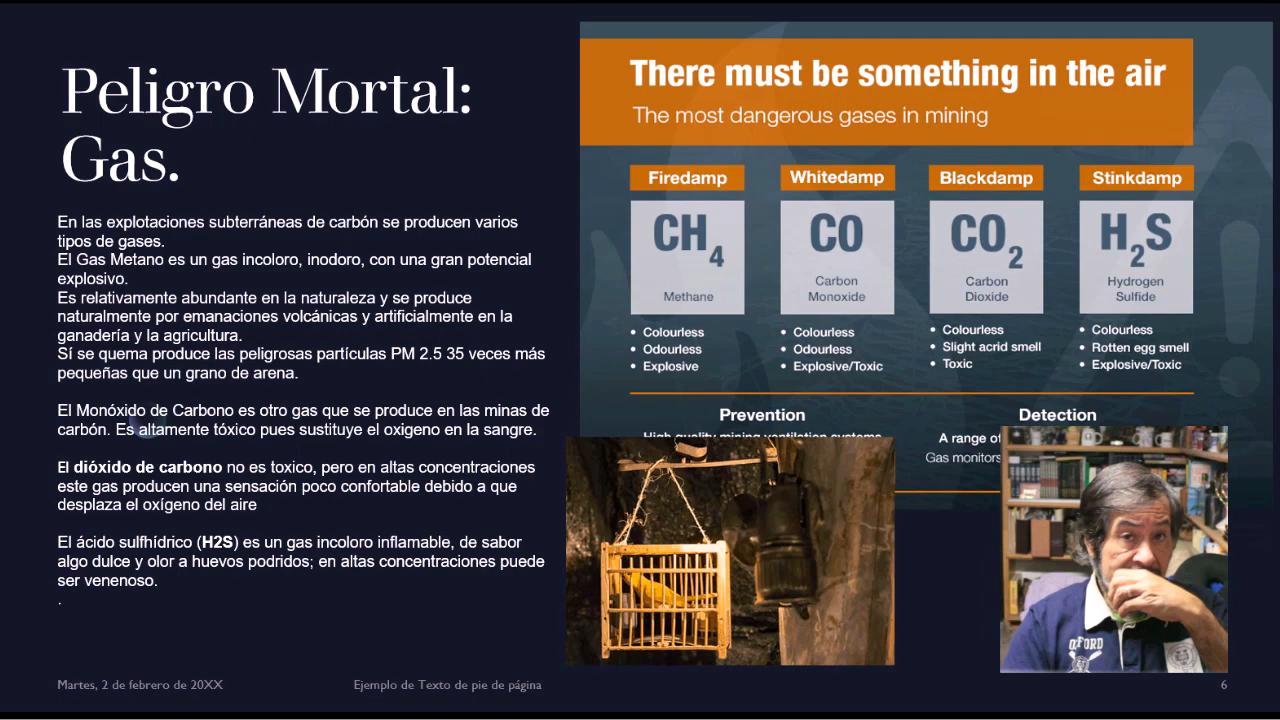 Peligro Mortal:
Gas.
En las explotaciones subterráneas de carbón se producen varios
tipos de gases.
El Gas Metano es un gas incoloro, inodoro, con una gran potencial
explosivo.
Es relativamente abundante en la naturaleza y se produce
naturalmente por emanaciones volcánicas y artificialmente en la
ganadería y la agricultura.
Sí se quema produce las peligrosas partículas PM 2.5 35 veces más
pequeñas que un grano de arena.
El Monóxido de Carbono es otro gas que se produce en las minas de
carbón. Es altamente tóxico pues sustituye el oxigeno en la sangre.
El dióxido de carbono no es toxico, pero en altas concentraciones
este gas producen una sensación poco confortable debido a que
desplaza el oxígeno del aire
El ácido sulfhídrico (H2S) es un gas incoloro inflamable, de sabor
algo dulce y olor a huevos podridos; en altas concentraciones puede
ser venenoso.
.
There must be something in the air
The most dangerous gases in mining
Firedamp
CH4
Methane
• Colourless
• Odourless
• Explosive
Whitedamp
CO
Carbon
Monoxide
• Colourless
• Odourless
• Explosive/Toxic
Blackdamp
CO2
Carbon
Dioxide
• Colourless
• Slight acrid smell
• Toxic
Stinkdamp
H2S
Hydrogen
Sulfide
• Colourless
• Rotten egg smell
• Explosive/Toxic
Prevention
High quality mining ventilation systems
Detection
A range of
Gas monitors
OXFORD
Martes, 2 de febrero de 20XX
Ejemplo de Texto de pie de página
6